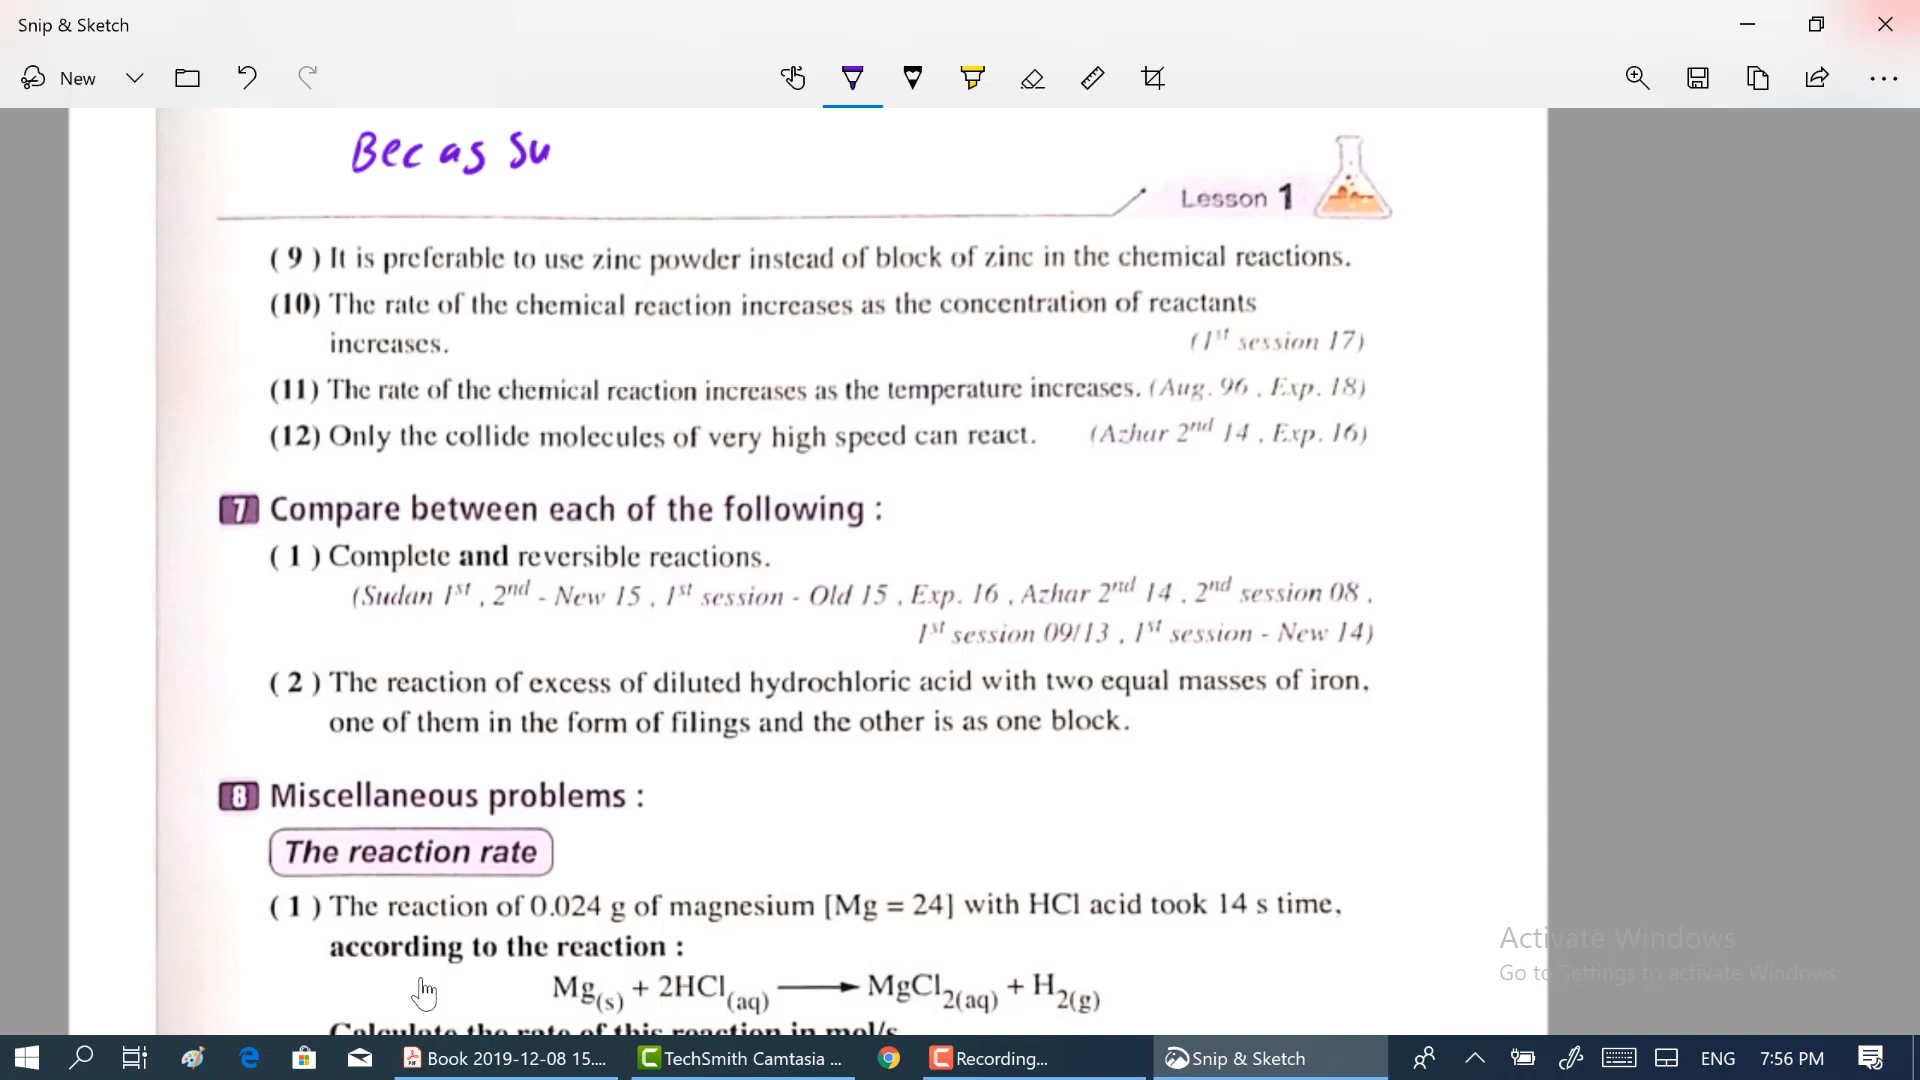 Snip & Sketch
New
Bec as Su
Lesson 1
( 9 ) It is preferable to use zinc powder instead of block of zinc in the chemical reactions.
(10) The rate of the chemical reaction increases as the concentration of reactants
increases. (1st session 17)
(11) The rate of the chemical reaction increases as the temperature increases. (Aug. 96 , Exp. 18)
(12) Only the collide molecules of very high speed can react. (Azhar 2nd 14 , Exp. 16)
7 Compare between each of the following :
( 1 ) Complete and reversible reactions.
(Sudan 1st , 2nd - New 15 , 1st session - Old 15 , Exp. 16 , Azhar 2nd 14 , 2nd session 08 ,
1st session 09/13 , 1st session - New 14)
( 2 ) The reaction of excess of diluted hydrochloric acid with two equal masses of iron,
one of them in the form of filings and the other is as one block.
8 Miscellaneous problems :
The reaction rate
( 1 ) The reaction of 0.024 g of magnesium [Mg = 24] with HCl acid took 14 s time,
according to the reaction :
Mg(s) + 2HCl(aq) ⟶ MgCl2(aq) + H2(g)
Calculate the rate of this reaction in mol/s
Activate Windows
Go to Settings to activate Windows.
Book 2019-12-08 15.... TechSmith Camtasia ... Recording... Snip & Sketch ENG 7:56 PM